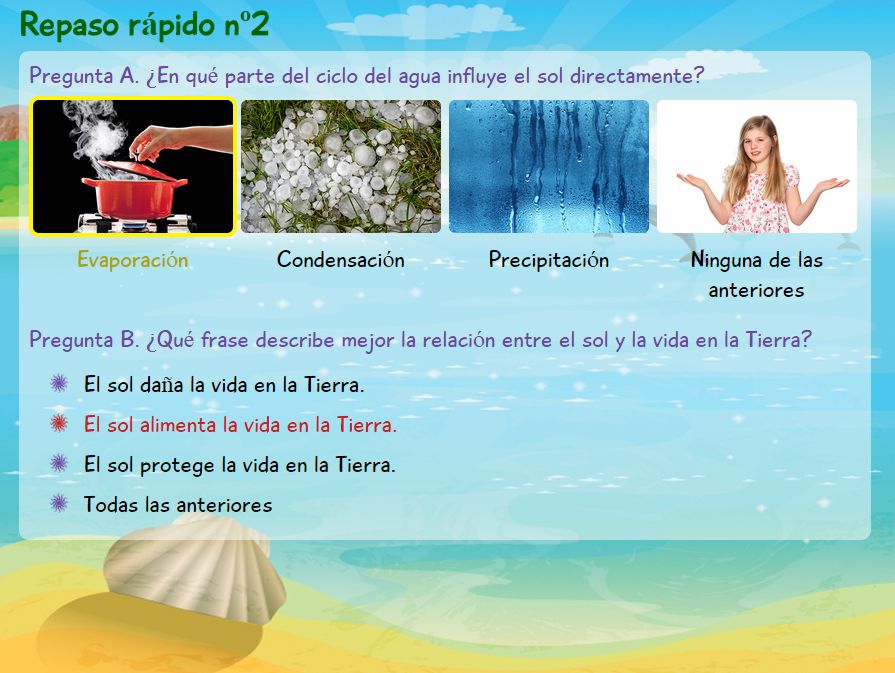 Repaso rápido nº2
Pregunta A. ¿En qué parte del ciclo del agua influye el sol directamente?
Evaporación
Condensación
Precipitación
Ninguna de las
anteriores
Pregunta B. ¿Qué frase describe mejor la relación entre el sol y la vida en la Tierra?
El sol daña la vida en la Tierra.
El sol alimenta la vida en la Tierra.
El sol protege la vida en la Tierra.
Todas las anteriores